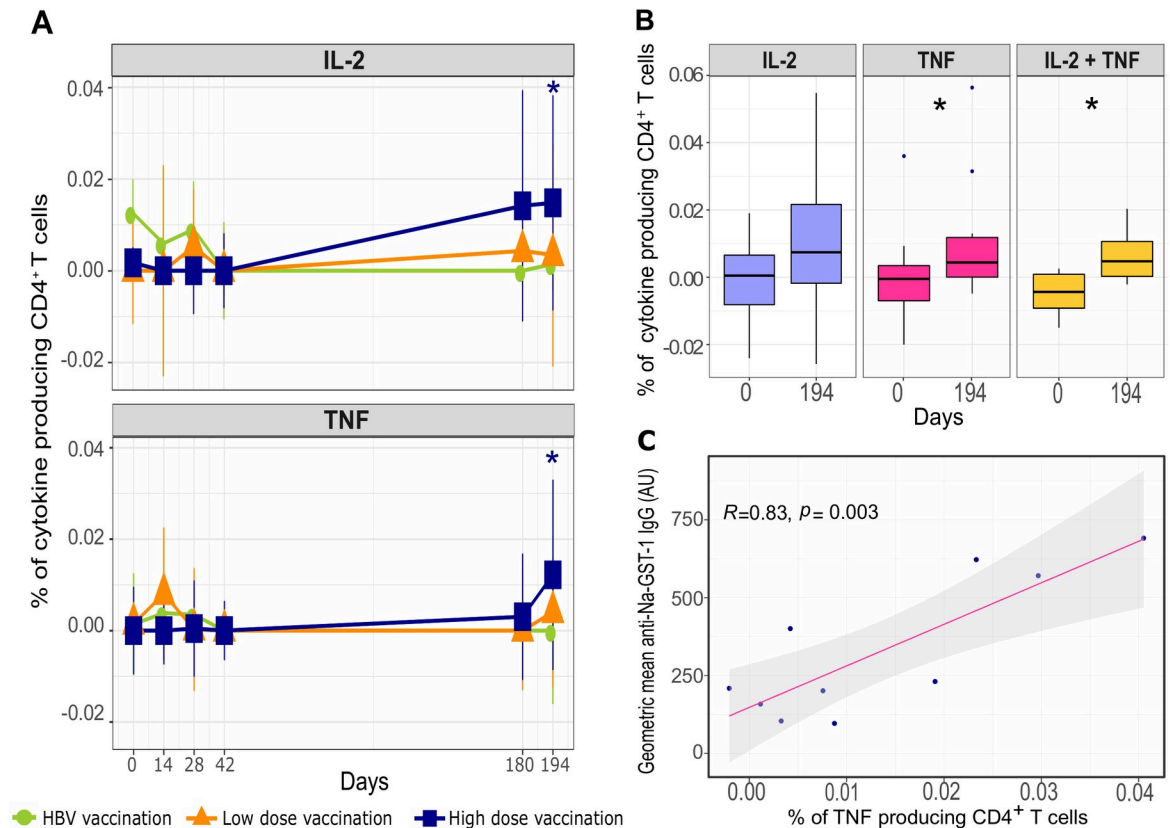 A
IL-2
0.04
0.02
0.00
-0.02
*
TNF
0.04
0.02
0.00
-0.02
*
% of cytokine producing CD4⁺ T cells
0 14 28 42 180 194
Days
HBV vaccination Low dose vaccination High dose vaccination
B
IL-2 TNF IL-2 + TNF
% of cytokine producing CD4⁺ T cells
0.06
0.04
0.02
0.00
-0.02
* *
0 194 0 194 0 194
Days
C
Geometric mean anti-Na-GST-1 IgG (AU)
R=0.83, p= 0.003
750
500
250
0
0.00 0.01 0.02 0.03 0.04
% of TNF producing CD4⁺ T cells